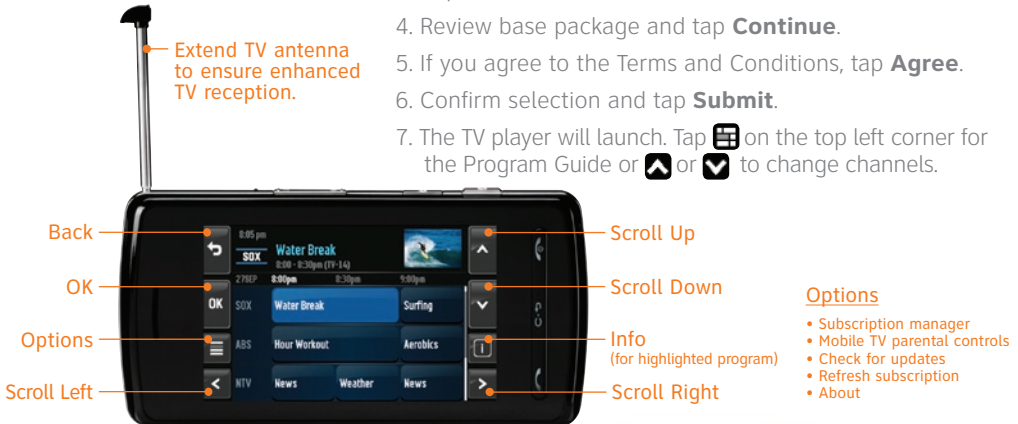 4. Review base package and tap Continue.
5. If you agree to the Terms and Conditions, tap Agree.
6. Confirm selection and tap Submit.
7. The TV player will launch. Tap on the top left corner for
the Program Guide or or to change channels.
Extend TV antenna
to ensure enhanced
TV reception.
Back
OK
Options
Scroll Left
8:05 pm
SOX
Water Break
8:00 - 8:30pm (TV-14)
27SEP 8:00pm 8:30pm 9:00pm
OK
SOX Water Break Surfing
ABS Hour Workout Aerobics
NTV News Weather News
Scroll Up
Scroll Down
Info
(for highlighted program)
Scroll Right
Options
• Subscription manager
• Mobile TV parental controls
• Check for updates
• Refresh subscription
• About